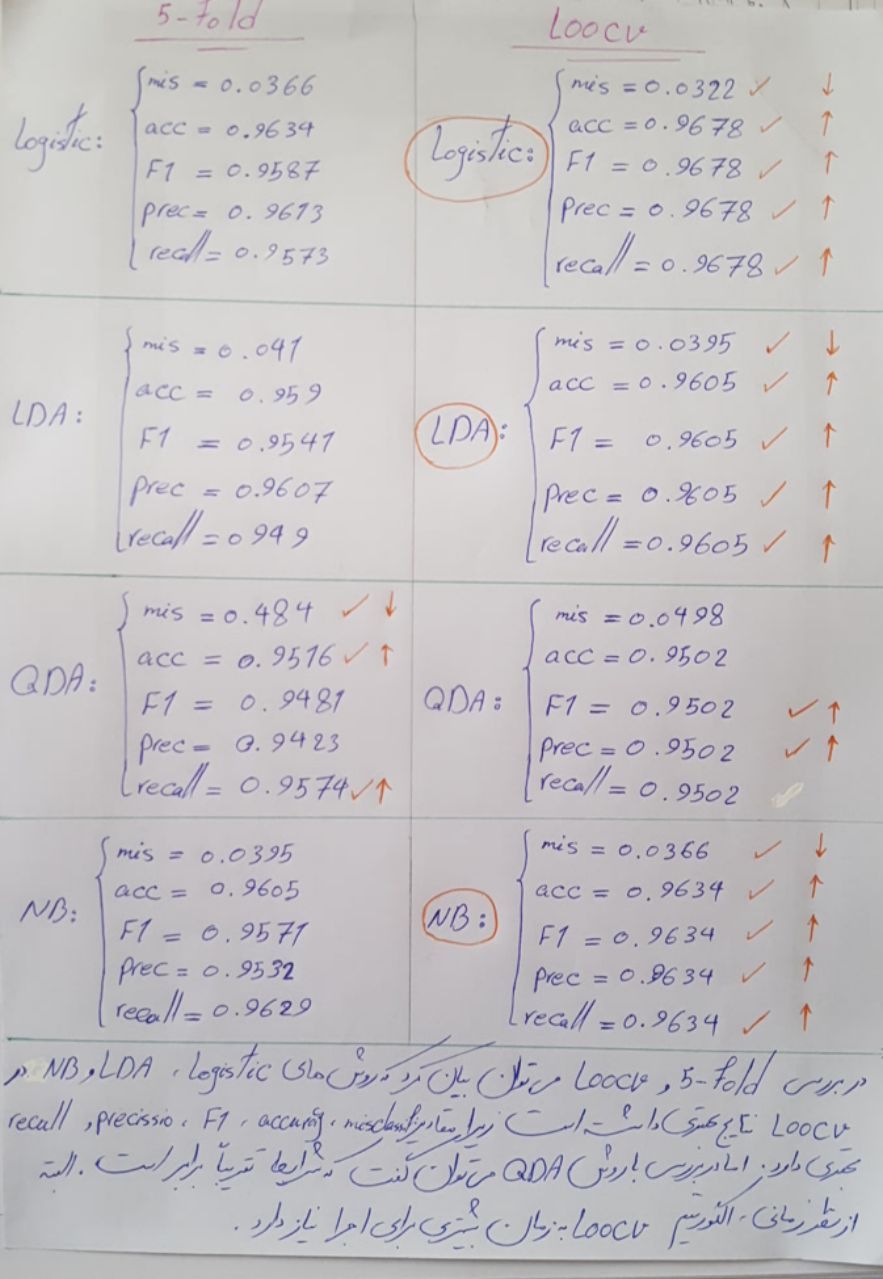 5-fold
Loocv
Logistic:
mis = 0.0366
acc = 0.9634
F1 = 0.9587
Prec = 0.9613
recall = 0.9573
Logistic:
mis = 0.0322 ✓ ↓
acc = 0.9678 ✓ ↑
F1 = 0.9678 ✓ ↑
Prec = 0.9678 ✓ ↑
recall = 0.9678 ✓ ↑
LDA:
mis = 0.041
acc = 0.959
F1 = 0.9541
Prec = 0.9607
recall = 0949
LDA:
mis = 0.0395 ✓ ↓
acc = 0.9605 ✓ ↑
F1 = 0.9605 ✓ ↑
Prec = 0.9605 ✓ ↑
recall = 0.9605 ✓ ↑
QDA:
mis = 0.484 ✓ ↓
acc = 0.9516 ✓ ↑
F1 = 0.9481
Prec = 0.9423
recall = 0.9574 ✓ ↑
QDA:
mis = 0.0498
acc = 0.9502
F1 = 0.9502 ✓ ↑
Prec = 0.9502 ✓ ↑
recall = 0.9502
NB:
mis = 0.0395
acc = 0.9605
F1 = 0.9571
Prec = 0.9532
recall = 0.9629
NB:
mis = 0.0366 ✓ ↓
acc = 0.9634 ✓ ↑
F1 = 0.9634 ✓ ↑
Prec = 0.9634 ✓ ↑
recall = 0.9634 ✓ ↑
در بررسی 5-fold و Loocv می‌توان بیان کرد که روش های Logistic، LDA و NB در
Loocv نتایج بهتری داشته است زیرا مقادیر misclassif، accuracy، F1، precissio و recall
بهتری دارد. اما در بررسی با روش QDA می‌توان گفت که شرایط تقریباً برابر است. البته
از نظر زمانی، الگوریتم Loocv به زمان بیشتری برای اجرا نیاز دارد.